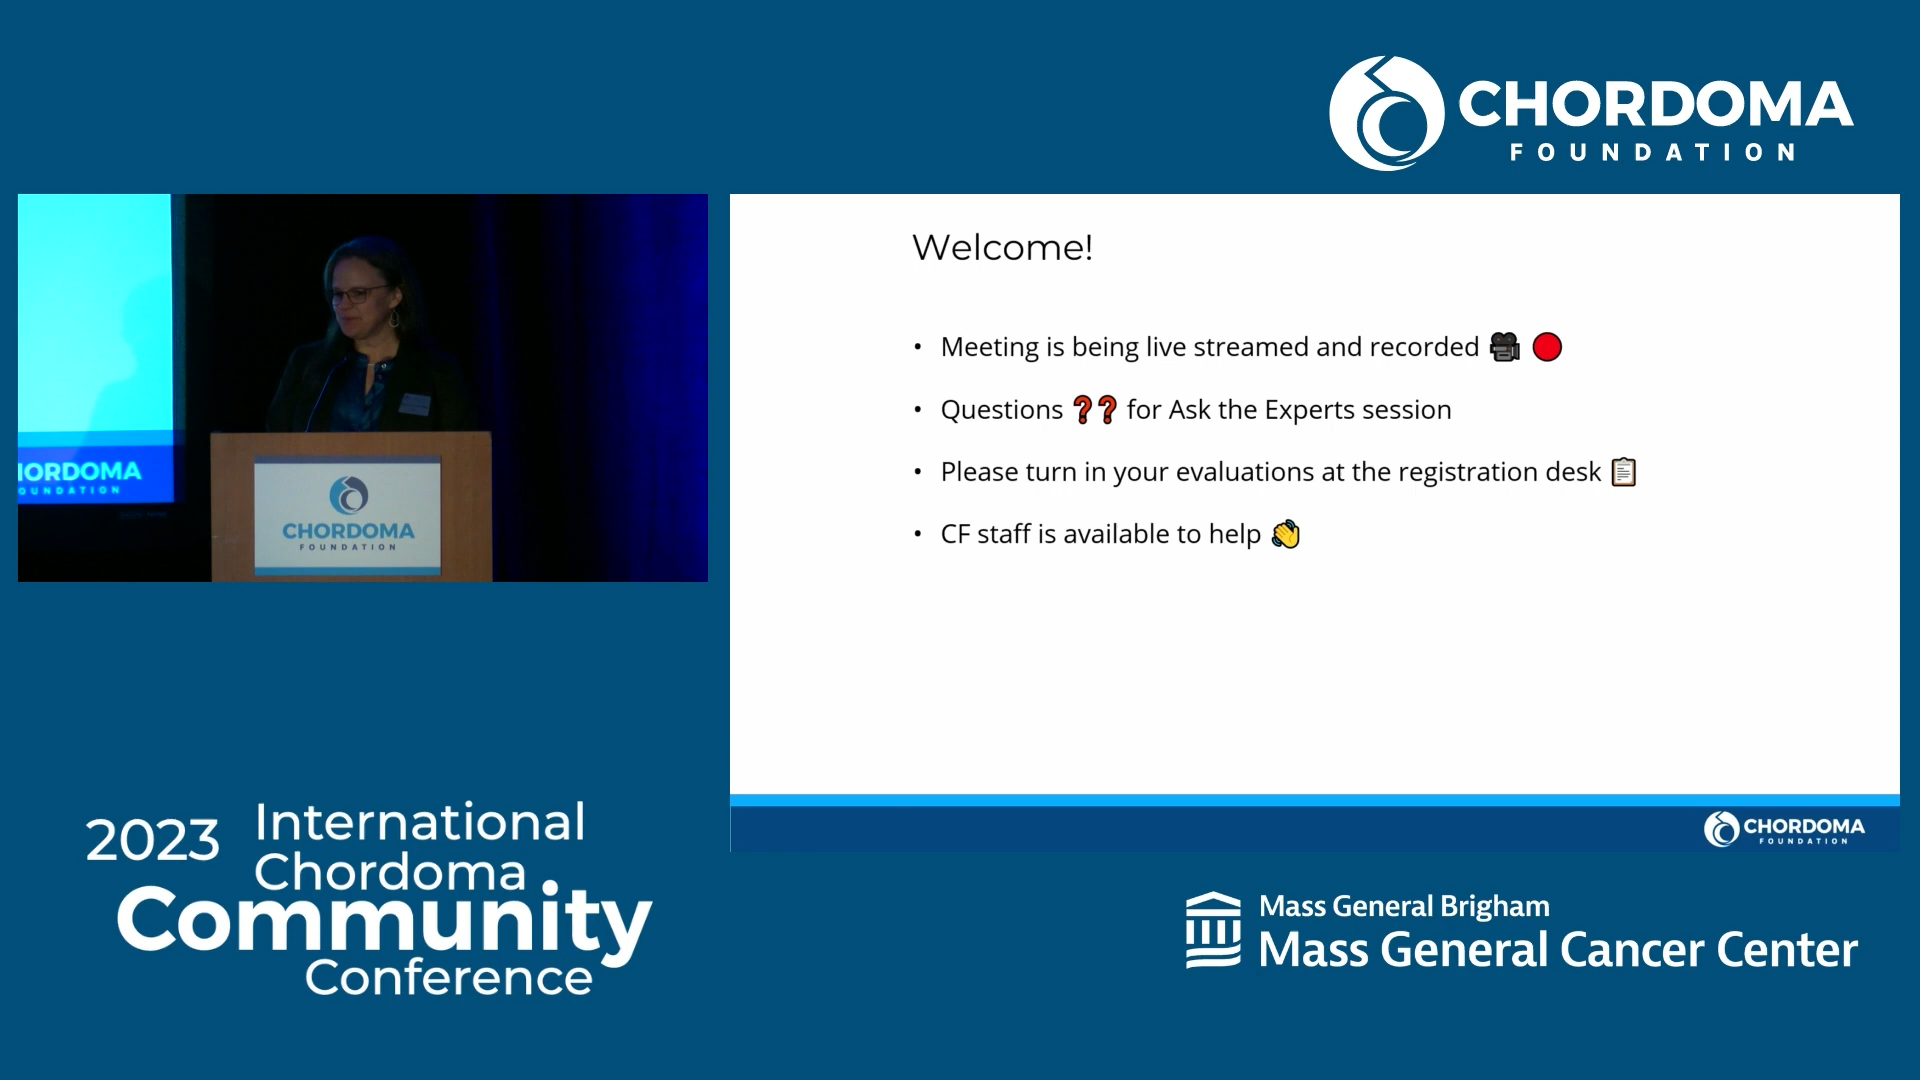 CHORDOMA
FOUNDATION
Welcome!
• Meeting is being live streamed and recorded 🎥 🔴
• Questions ❓❓ for Ask the Experts session
• Please turn in your evaluations at the registration desk 📋
• CF staff is available to help 👋
CHORDOMA
FOUNDATION
HORDOMA
OUNDATION
CHORDOMA
FOUNDATION
2023 International
Chordoma
Community
Conference
Mass General Brigham
Mass General Cancer Center